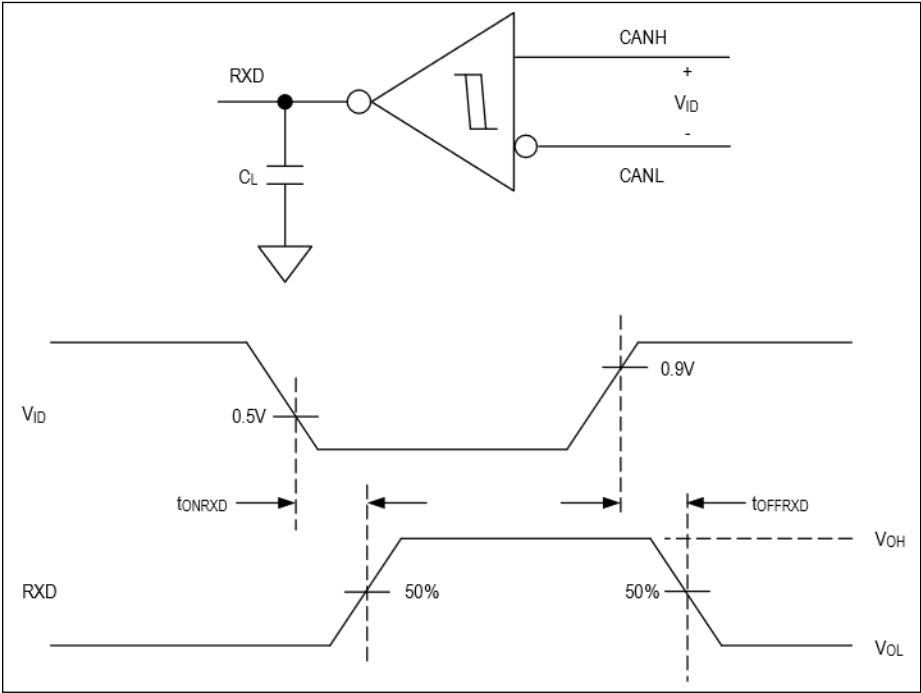 CANH
RXD
+
VID
-
CL
CANL
0.9V
VID
0.5V
tONRXD
tOFFRXD
VOH
RXD
50%
50%
VOL